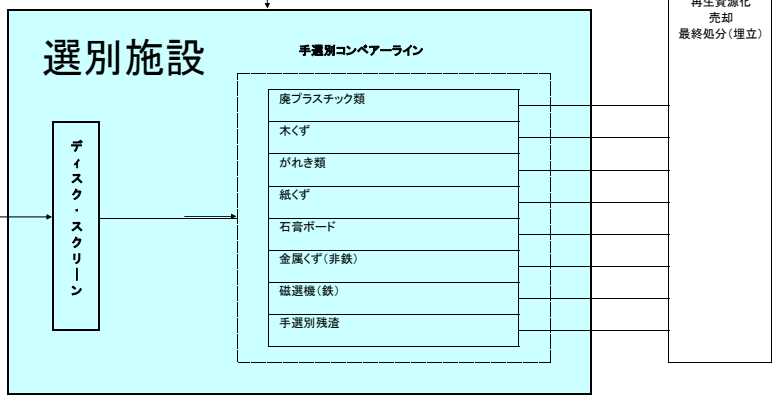 再生資源化
売却
最終処分(埋立)
選別施設
手選別コンベアーライン
廃プラスチック類
木くず
がれき類
紙くず
石膏ボード
金属くず(非鉄)
磁選機(鉄)
手選別残渣
ディスク・スクリーン